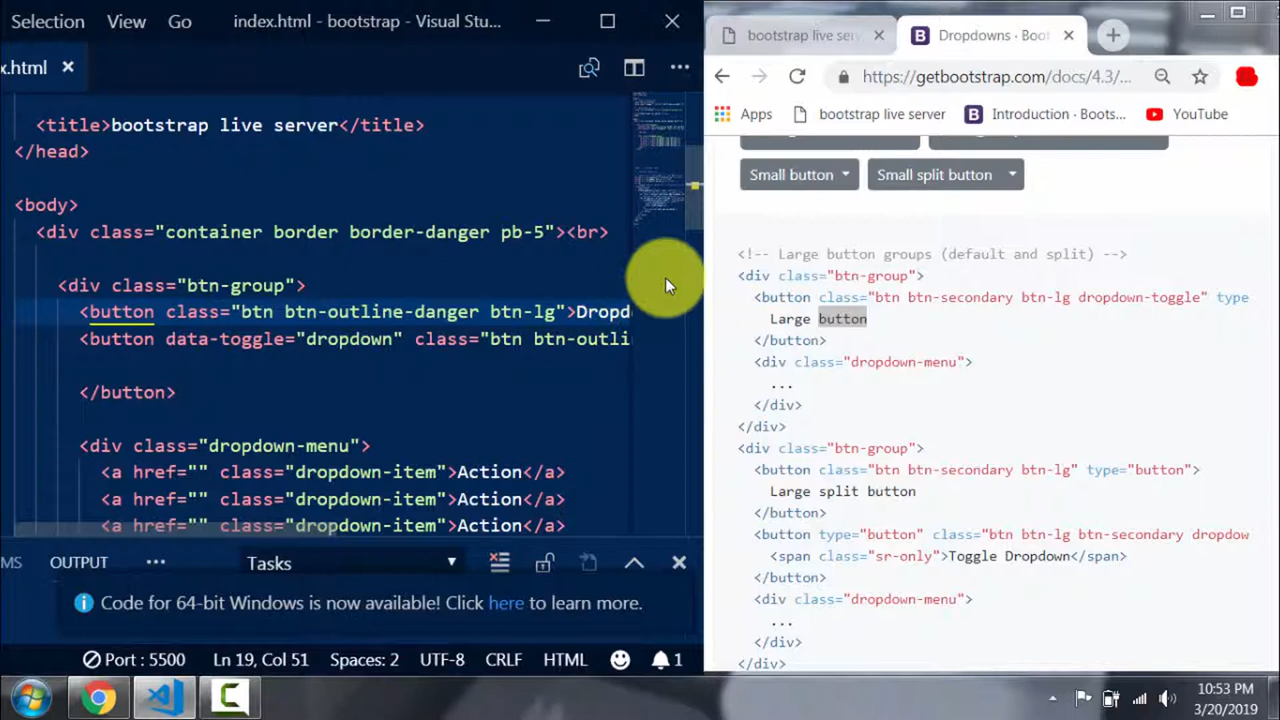 Selection View Go index.html - bootstrap - Visual Stu...
x.html
<title>bootstrap live server</title>
</head>
<body>
<div class="container border border-danger pb-5"><br>
<div class="btn-group">
<button class="btn btn-outline-danger btn-lg">Dropd
<button data-toggle="dropdown" class="btn btn-outli
</button>
<div class="dropdown-menu">
<a href="" class="dropdown-item">Action</a>
<a href="" class="dropdown-item">Action</a>
<a href="" class="dropdown-item">Action</a>
MS OUTPUT ... Tasks
Code for 64-bit Windows is now available! Click here to learn more.
Port : 5500 Ln 19, Col 51 Spaces: 2 UTF-8 CRLF HTML 1
bootstrap live serv Dropdowns · Boot
https://getbootstrap.com/docs/4.3/...
Apps bootstrap live server Introduction · Boots... YouTube
Small button Small split button
<!-- Large button groups (default and split) -->
<div class="btn-group">
<button class="btn btn-secondary btn-lg dropdown-toggle" type
Large button
</button>
<div class="dropdown-menu">
...
</div>
</div>
<div class="btn-group">
<button class="btn btn-secondary btn-lg" type="button">
Large split button
</button>
<button type="button" class="btn btn-lg btn-secondary dropdow
<span class="sr-only">Toggle Dropdown</span>
</button>
<div class="dropdown-menu">
...
</div>
</div>
10:53 PM
3/20/2019